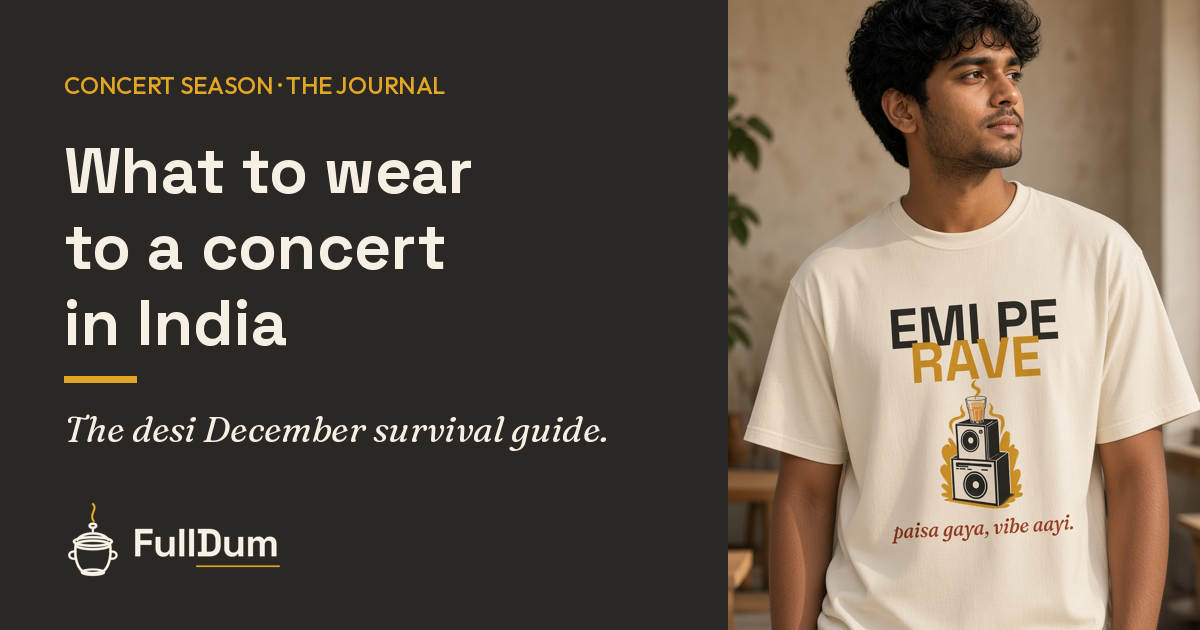 CONCERT SEASON · THE JOURNAL
What to wear
to a concert
in India
The desi December survival guide.
FullDum
EMI PE
RAVE
paisa gaya, vibe aayi.